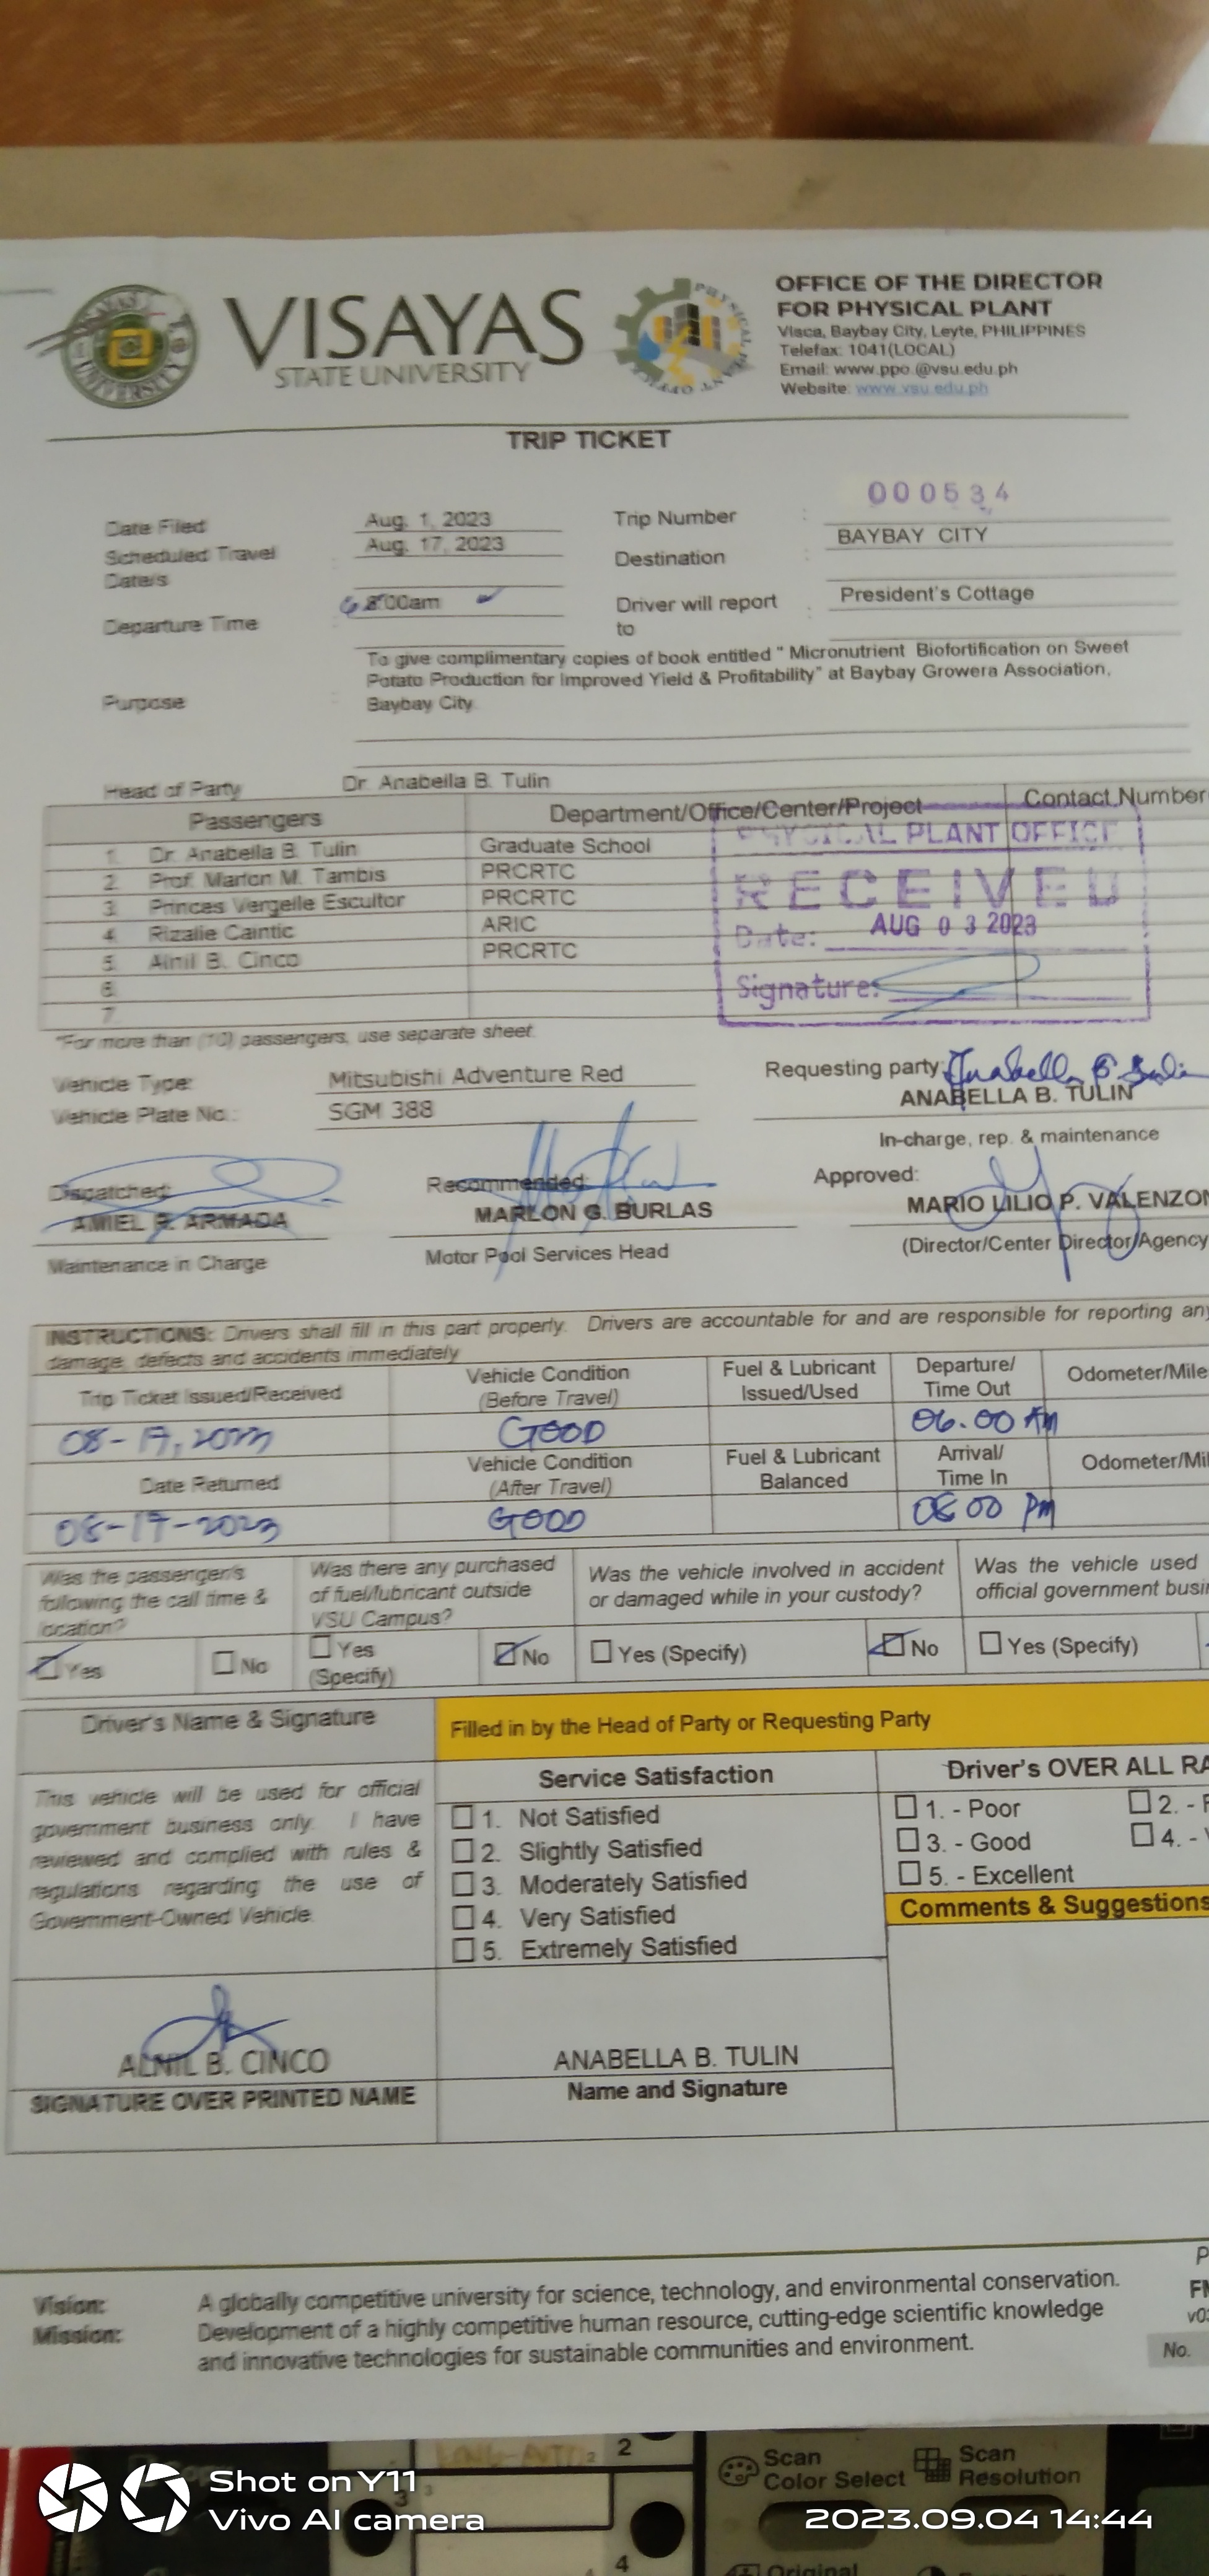 VISAYAS
STATE UNIVERSITY
OFFICE OF THE DIRECTOR
FOR PHYSICAL PLANT
Visca, Baybay City, Leyte, PHILIPPINES
Telefax: 1041(LOCAL)
Email: www.ppo.@vsu.edu.ph
Website: www.vsu.edu.ph
TRIP TICKET
000534
Date Filed Aug. 1, 2023 Trip Number :
Scheduled Travel Date/s : Aug. 17, 2023 Destination : BAYBAY CITY
Departure Time 6 8:00am Driver will report to : President's Cottage
Purpose : To give complimentary copies of book entitled " Micronutrient Biofortification on Sweet
Potato Production for Improved Yield & Profitability" at Baybay Growera Association,
Baybay City
Head of Party Dr. Anabella B. Tulin
Passengers Department/Office/Center/Project Contact Number
1. Dr. Anabella B. Tulin Graduate School
2. Prof. Marlon M. Tambis PRCRTC
3. Princes Vergelle Escuitor PRCRTC
4. Rizalie Caintic ARIC
5. Alnil B. Cinco PRCRTC
6.
7.
PHYSICAL PLANT OFFICE
RECEIVED
Date: AUG 03 2023
Signature:
*For more than (10) passengers, use separate sheet.
Vehicle Type: Mitsubishi Adventure Red
Vehicle Plate No.: SGM 388
Requesting party: Anabella B Tulin
ANABELLA B. TULIN
In-charge, rep. & maintenance
Dispatched: Recommended: Approved:
AMIEL R. ARMADA MARLON G. BURLAS MARIO LILIO P. VALENZON
Maintenance in Charge Motor Pool Services Head (Director/Center Director/Agency
INSTRUCTIONS: Drivers shall fill in this part properly. Drivers are accountable for and are responsible for reporting any
damage, defects and accidents immediately
Trip Ticket Issued/Received Vehicle Condition (Before Travel) Fuel & Lubricant Issued/Used Departure/ Time Out Odometer/Mile
08-17, 2023 GOOD 06.00 AM
Date Returned Vehicle Condition (After Travel) Fuel & Lubricant Balanced Arrival/ Time In Odometer/Mil
08-17-2023 GOOD 08 00 PM
Was the passenger/s following the call time & location? Was there any purchased of fuel/lubricant outside VSU Campus? Was the vehicle involved in accident or damaged while in your custody? Was the vehicle used official government busi
Yes No Yes (Specify) No Yes (Specify) No Yes (Specify)
Driver's Name & Signature Filled in by the Head of Party or Requesting Party
This vehicle will be used for official
government business only. I have
reviewed and complied with rules &
regulations regarding the use of
Government-Owned Vehicle.
Service Satisfaction
1. Not Satisfied
2. Slightly Satisfied
3. Moderately Satisfied
4. Very Satisfied
5. Extremely Satisfied
Driver's OVER ALL RA
1. - Poor 2. - F
3. - Good 4. - V
5. - Excellent
Comments & Suggestions
ALNIL B. CINCO ANABELLA B. TULIN
SIGNATURE OVER PRINTED NAME Name and Signature
Vision: A globally competitive university for science, technology, and environmental conservation.
Mission: Development of a highly competitive human resource, cutting-edge scientific knowledge
and innovative technologies for sustainable communities and environment.
P
FM
v0
No.
2
3
4
Scan Color Select
Scan Resolution
Original
Shot on Y11
Vivo AI camera
2023.09.04 14:44